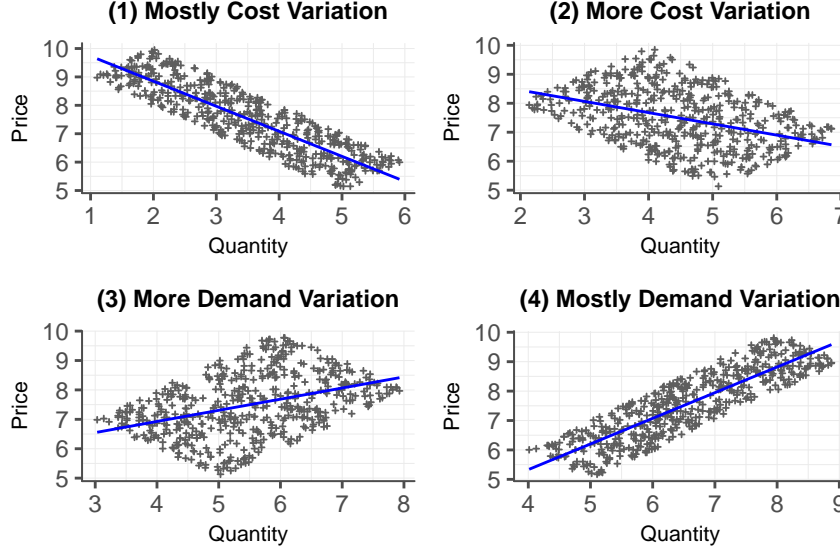 (1) Mostly Cost Variation
10
9
8
7
6
5
Price
1 2 3 4 5 6
Quantity
(2) More Cost Variation
10
9
8
7
6
5
Price
2 3 4 5 6 7
Quantity
(3) More Demand Variation
10
9
8
7
6
5
Price
3 4 5 6 7 8
Quantity
(4) Mostly Demand Variation
10
9
8
7
6
5
Price
4 5 6 7 8 9
Quantity